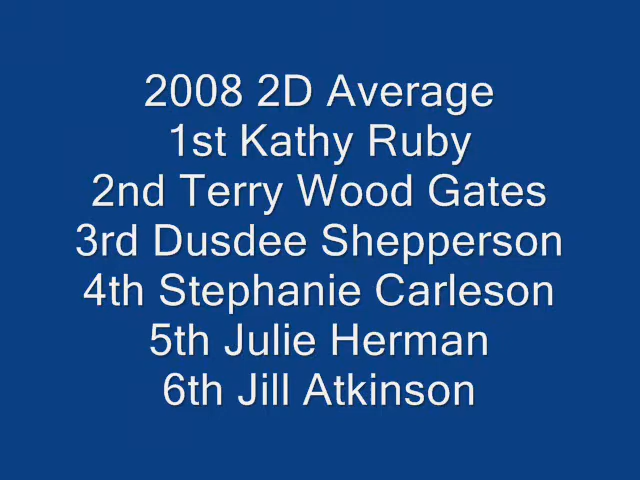 2008 2D Average
1st Kathy Ruby
2nd Terry Wood Gates
3rd Dusdee Shepperson
4th Stephanie Carleson
5th Julie Herman
6th Jill Atkinson